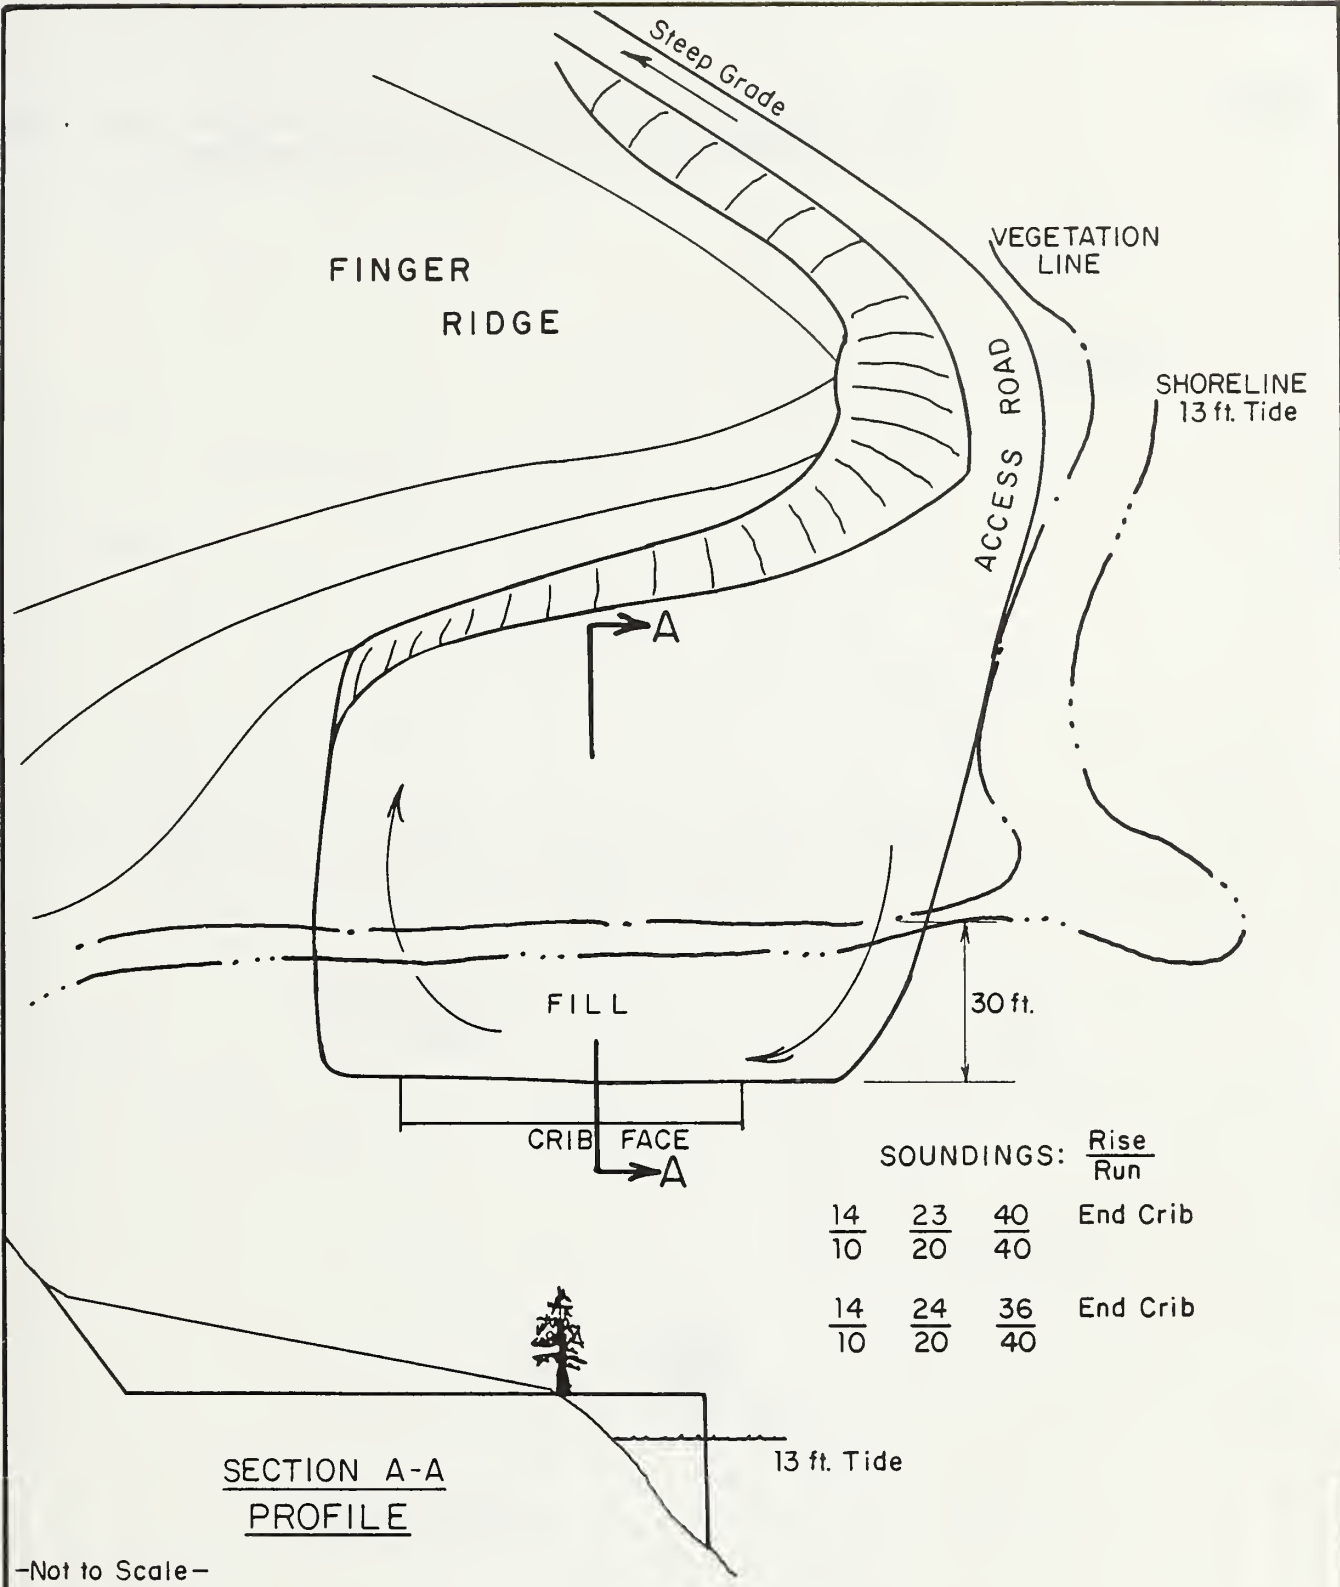 Steep Grade
VEGETATION
LINE
FINGER
RIDGE
ACCESS ROAD
SHORELINE
13 ft. Tide
A
FILL
30 ft.
CRIB FACE
A
SOUNDINGS: Rise
Run
14 23 40 End Crib
10 20 40
14 24 36 End Crib
10 20 40
13 ft. Tide
SECTION A-A
PROFILE
-Not to Scale-